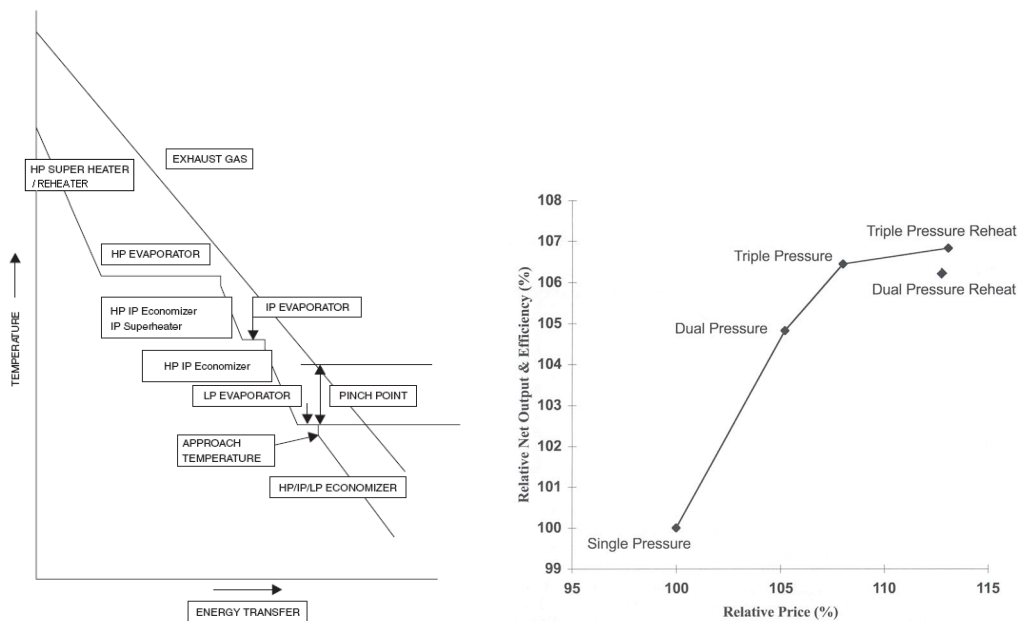 EXHAUST GAS
HP SUPER HEATER
/ REHEATER
HP EVAPORATOR
HP IP Economizer
IP Superheater
IP EVAPORATOR
HP IP Economizer
LP EVAPORATOR
PINCH POINT
APPROACH
TEMPERATURE
HP/IP/LP ECONOMIZER
TEMPERATURE
ENERGY TRANSFER
108
107
106
105
104
103
102
101
100
99
Relative Net Output & Efficiency (%)
Triple Pressure Reheat
Triple Pressure
Dual Pressure Reheat
Dual Pressure
Single Pressure
95
100
105
110
115
Relative Price (%)